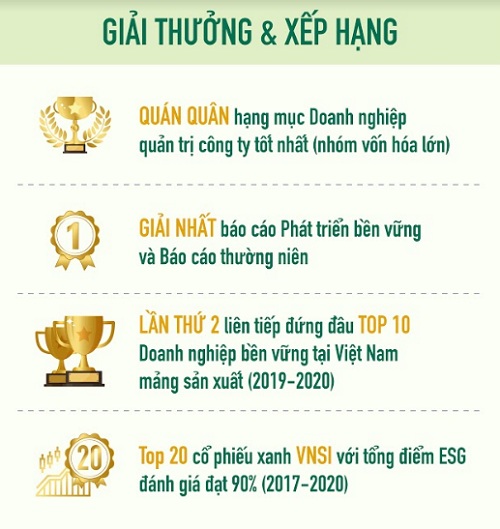 GIẢI THƯỞNG & XẾP HẠNG
QUÁN QUÂN hạng mục Doanh nghiệp
quản trị công ty tốt nhất (nhóm vốn hóa lớn)
1
GIẢI NHẤT báo cáo Phát triển bền vững
và Báo cáo thường niên
LẦN THỨ 2 liên tiếp đứng đầu TOP 10
Doanh nghiệp bền vững tại Việt Nam
mảng sản xuất (2019-2020)
20
Top 20 cổ phiếu xanh VNSI với tổng điểm ESG
đánh giá đạt 90% (2017-2020)